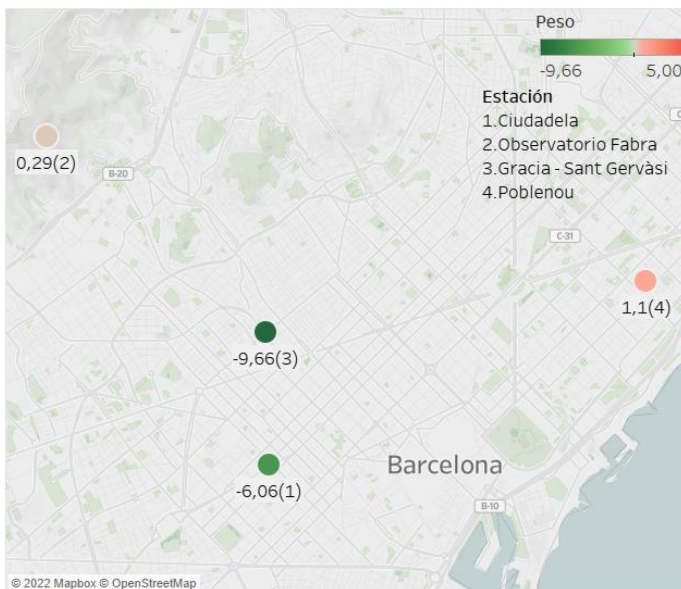 Peso
-9,66 5,00
Estación
1.Ciudadela
2.Observatorio Fabra
3.Gracia - Sant Gervàsi
4.Poblenou
0,29(2)
B-20
C-31
1,1(4)
-9,66(3)
-6,06(1)
Barcelona
B-10
© 2022 Mapbox © OpenStreetMap